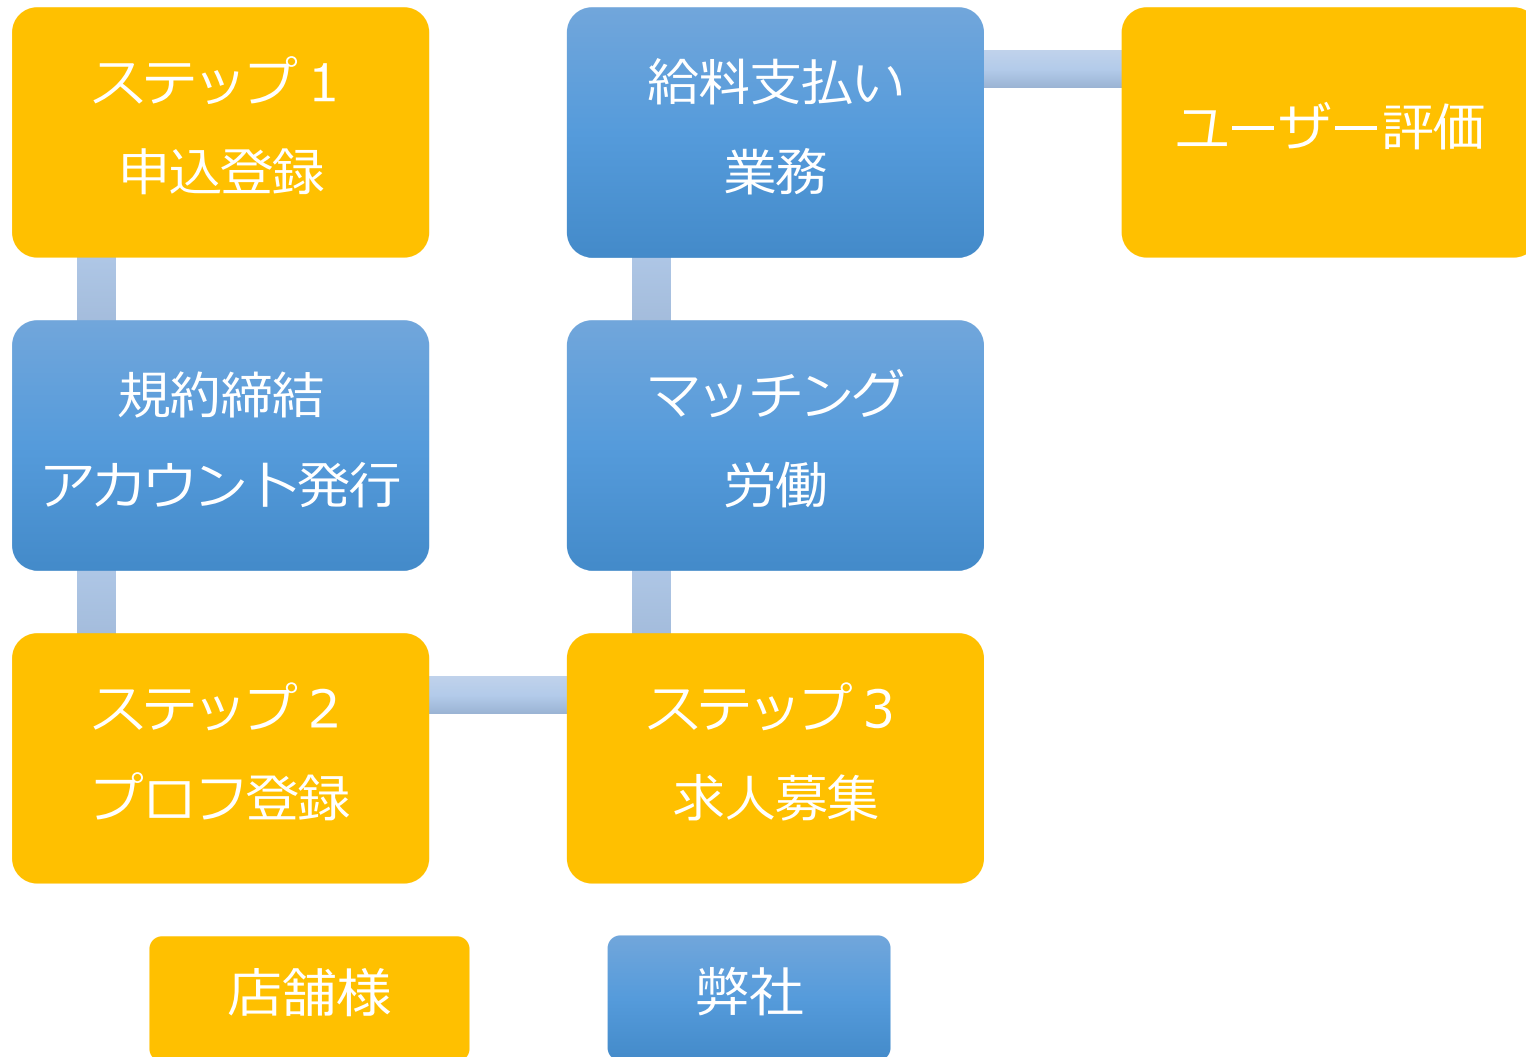 ステップ１
申込登録
規約締結
アカウント発行
ステップ２
プロフ登録
ステップ３
求人募集
マッチング
労働
給料支払い
業務
ユーザー評価
店舗様
弊社